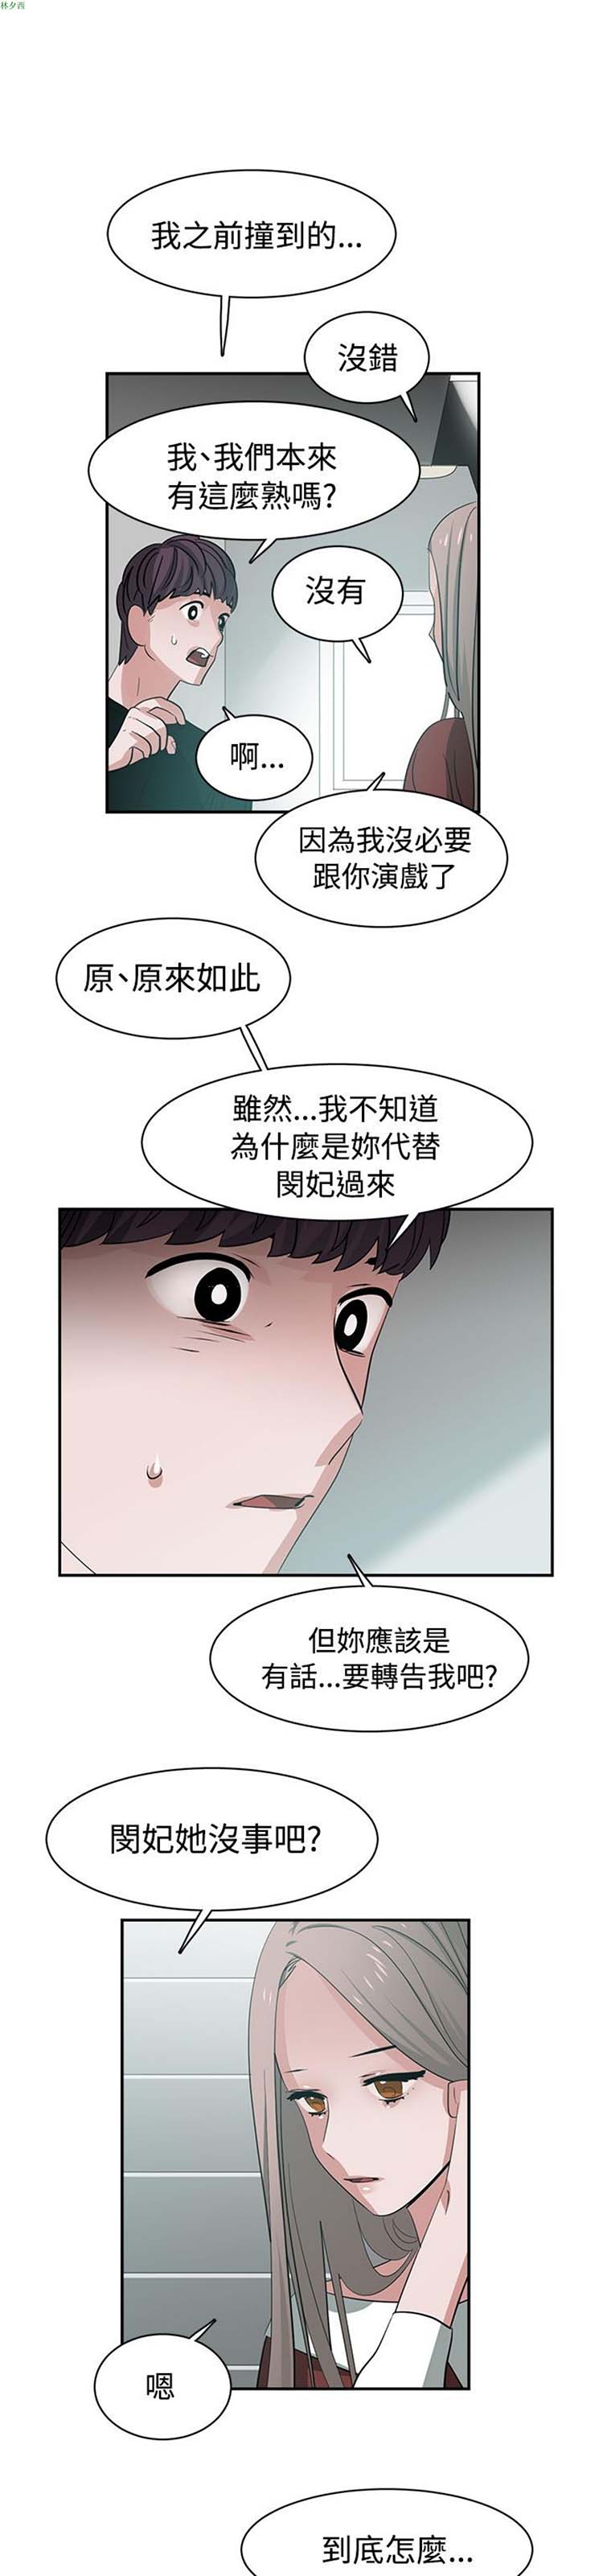 林夕西
我之前撞到的...
沒錯
我、我們本來
有這麼熟嗎?
沒有
啊...
因為我沒必要
跟你演戲了
原、原來如此
雖然...我不知道
為什麼是妳代替
閔妃過來
但妳應該是
有話...要轉告我吧?
閔妃她沒事吧?
嗯
到底怎麼...